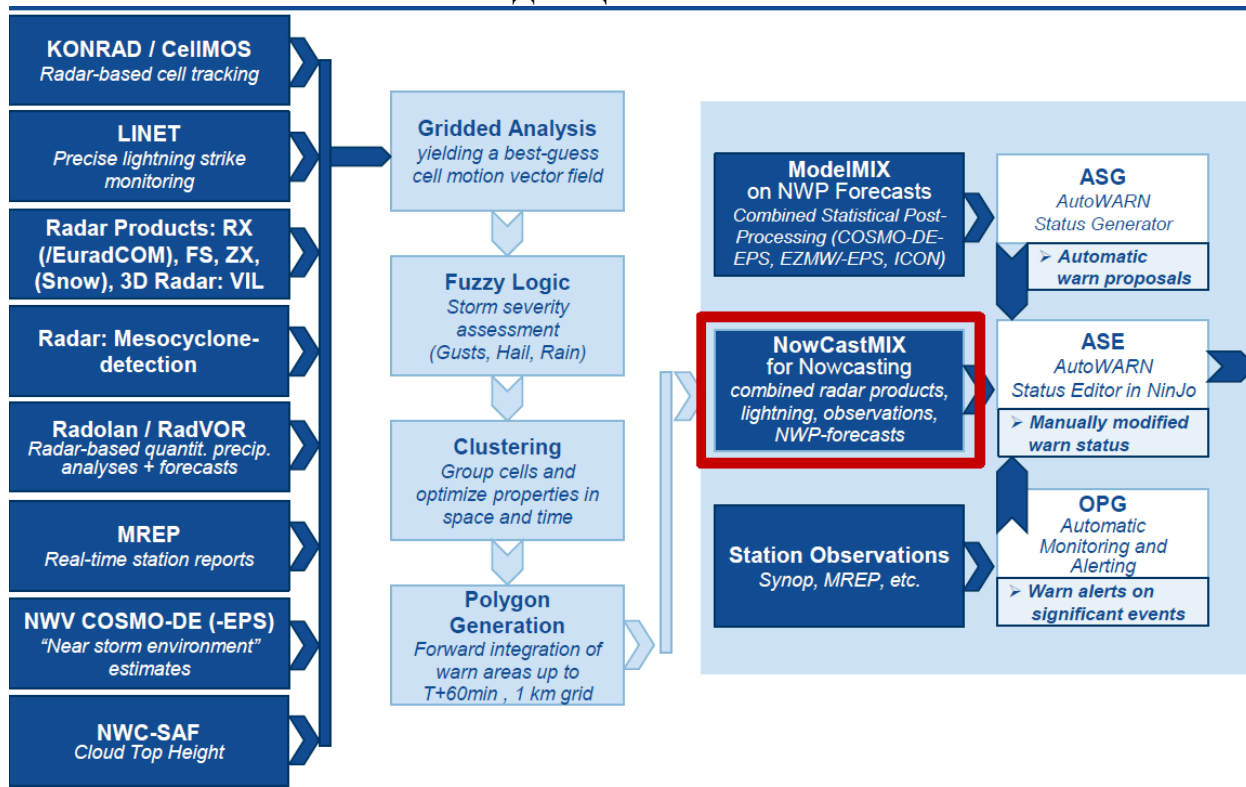 KONRAD / CellMOS
Radar-based cell tracking
LINET
Precise lightning strike
monitoring
Radar Products: RX
(/EuradCOM), FS, ZX,
(Snow), 3D Radar: VIL
Radar: Mesocyclone-
detection
Radolan / RadVOR
Radar-based quantit. precip.
analyses + forecasts
MREP
Real-time station reports
NWV COSMO-DE (-EPS)
“Near storm environment”
estimates
NWC-SAF
Cloud Top Height
Gridded Analysis
yielding a best-guess
cell motion vector field
Fuzzy Logic
Storm severity
assessment
(Gusts, Hail, Rain)
Clustering
Group cells and
optimize properties in
space and time
Polygon
Generation
Forward integration of
warn areas up to
T+60min , 1 km grid
ModelMIX
on NWP Forecasts
Combined Statistical Post-
Processing (COSMO-DE-
EPS, EZMW/-EPS, ICON)
NowCastMIX
for Nowcasting
combined radar products,
lightning, observations,
NWP-forecasts
Station Observations
Synop, MREP, etc.
ASG
AutoWARN
Status Generator
➢ Automatic
warn proposals
ASE
AutoWARN
Status Editor in NinJo
➢ Manually modified
warn status
OPG
Automatic
Monitoring and
Alerting
➢ Warn alerts on
significant events